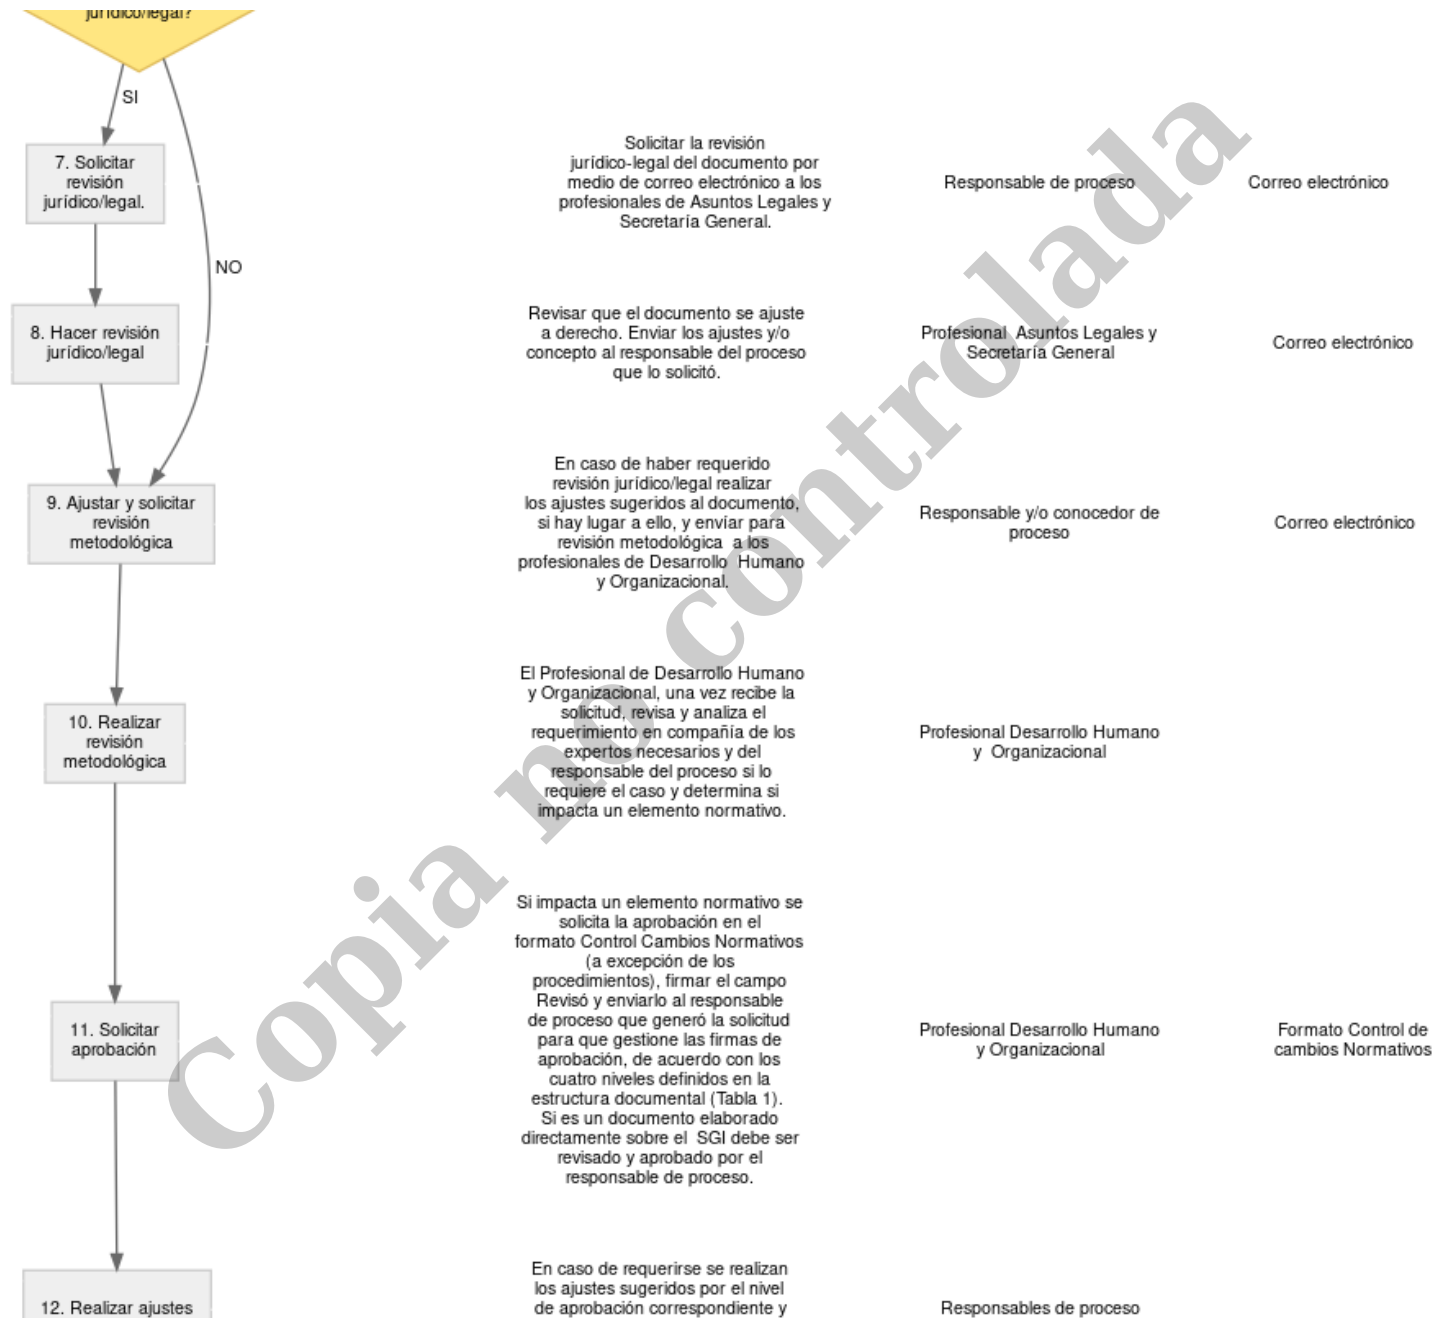 jurídico/legal?
SI
7. Solicitar
revisión
jurídico/legal.
Solicitar la revisión
jurídico-legal del documento por
medio de correo electrónico a los
profesionales de Asuntos Legales y
Secretaría General.
Responsable de proceso
Correo electrónico
NO
8. Hacer revisión
jurídico/legal
Revisar que el documento se ajuste
a derecho. Enviar los ajustes y/o
concepto al responsable del proceso
que lo solicitó.
Profesional Asuntos Legales y
Secretaría General
Correo electrónico
9. Ajustar y solicitar
revisión
metodológica
En caso de haber requerido
revisión jurídico/legal realizar
los ajustes sugeridos al documento,
si hay lugar a ello, y envíar para
revisión metodológica a los
profesionales de Desarrollo Humano
y Organizacional.
Responsable y/o conocedor de
proceso
Correo electrónico
10. Realizar
revisión
metodológica
El Profesional de Desarrollo Humano
y Organizacional, una vez recibe la
solicitud, revisa y analiza el
requerimiento en compañía de los
expertos necesarios y del
responsable del proceso si lo
requiere el caso y determina si
impacta un elemento normativo.
Profesional Desarrollo Humano
y Organizacional
11. Solicitar
aprobación
Si impacta un elemento normativo se
solicita la aprobación en el
formato Control Cambios Normativos
(a excepción de los
procedimientos), firmar el campo
Revisó y enviarlo al responsable
de proceso que generó la solicitud
para que gestione las firmas de
aprobación, de acuerdo con los
cuatro niveles definidos en la
estructura documental (Tabla 1).
Si es un documento elaborado
directamente sobre el SGI debe ser
revisado y aprobado por el
responsable de proceso.
Profesional Desarrollo Humano
y Organizacional
Formato Control de
cambios Normativos
12. Realizar ajustes
En caso de requerirse se realizan
los ajustes sugeridos por el nivel
de aprobación correspondiente y
Responsables de proceso
Copia no controlada